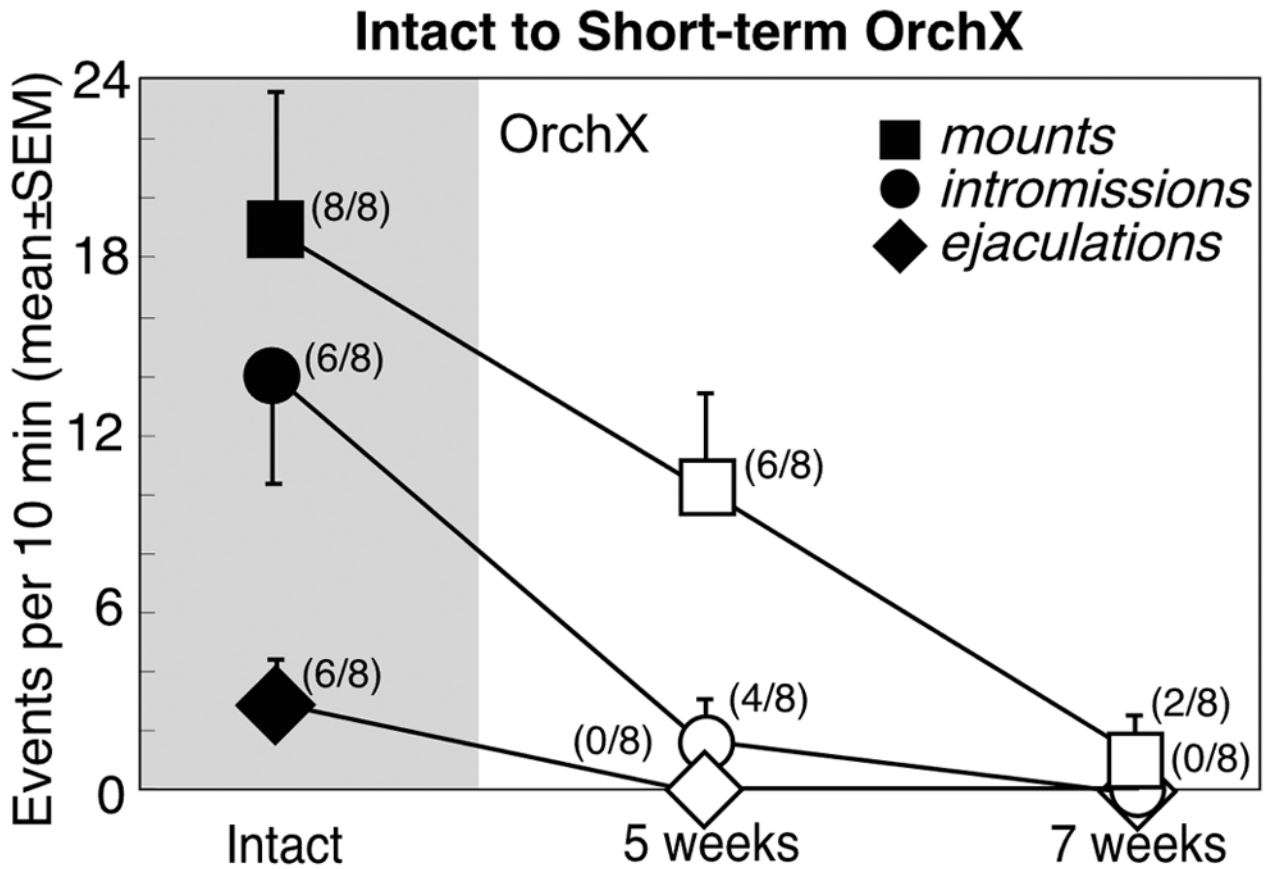 Intact to Short-term OrchX
Events per 10 min (mean±SEM)
24
18
12
6
0
OrchX
mounts
intromissions
ejaculations
(8/8)
(6/8)
(6/8)
(6/8)
(4/8)
(0/8)
(2/8)
(0/8)
Intact
5 weeks
7 weeks